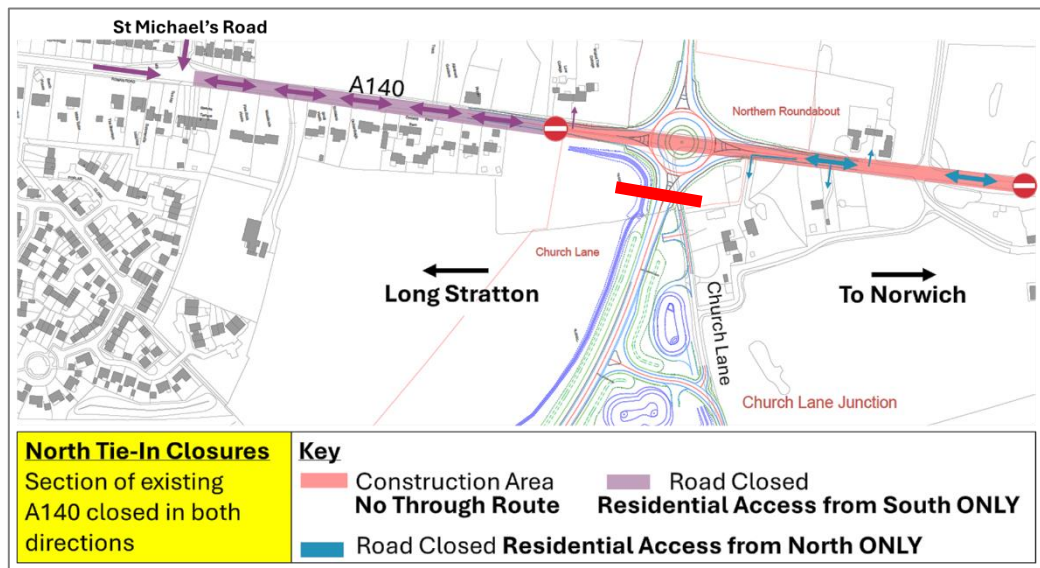 St Michael's Road
A140
Northern Roundabout
Church Lane
Long Stratton
To Norwich
Church Lane
Church Lane Junction
North Tie-In Closures
Section of existing
A140 closed in both
directions
Key
Construction Area
No Through Route
Road Closed
Residential Access from South ONLY
Road Closed Residential Access from North ONLY